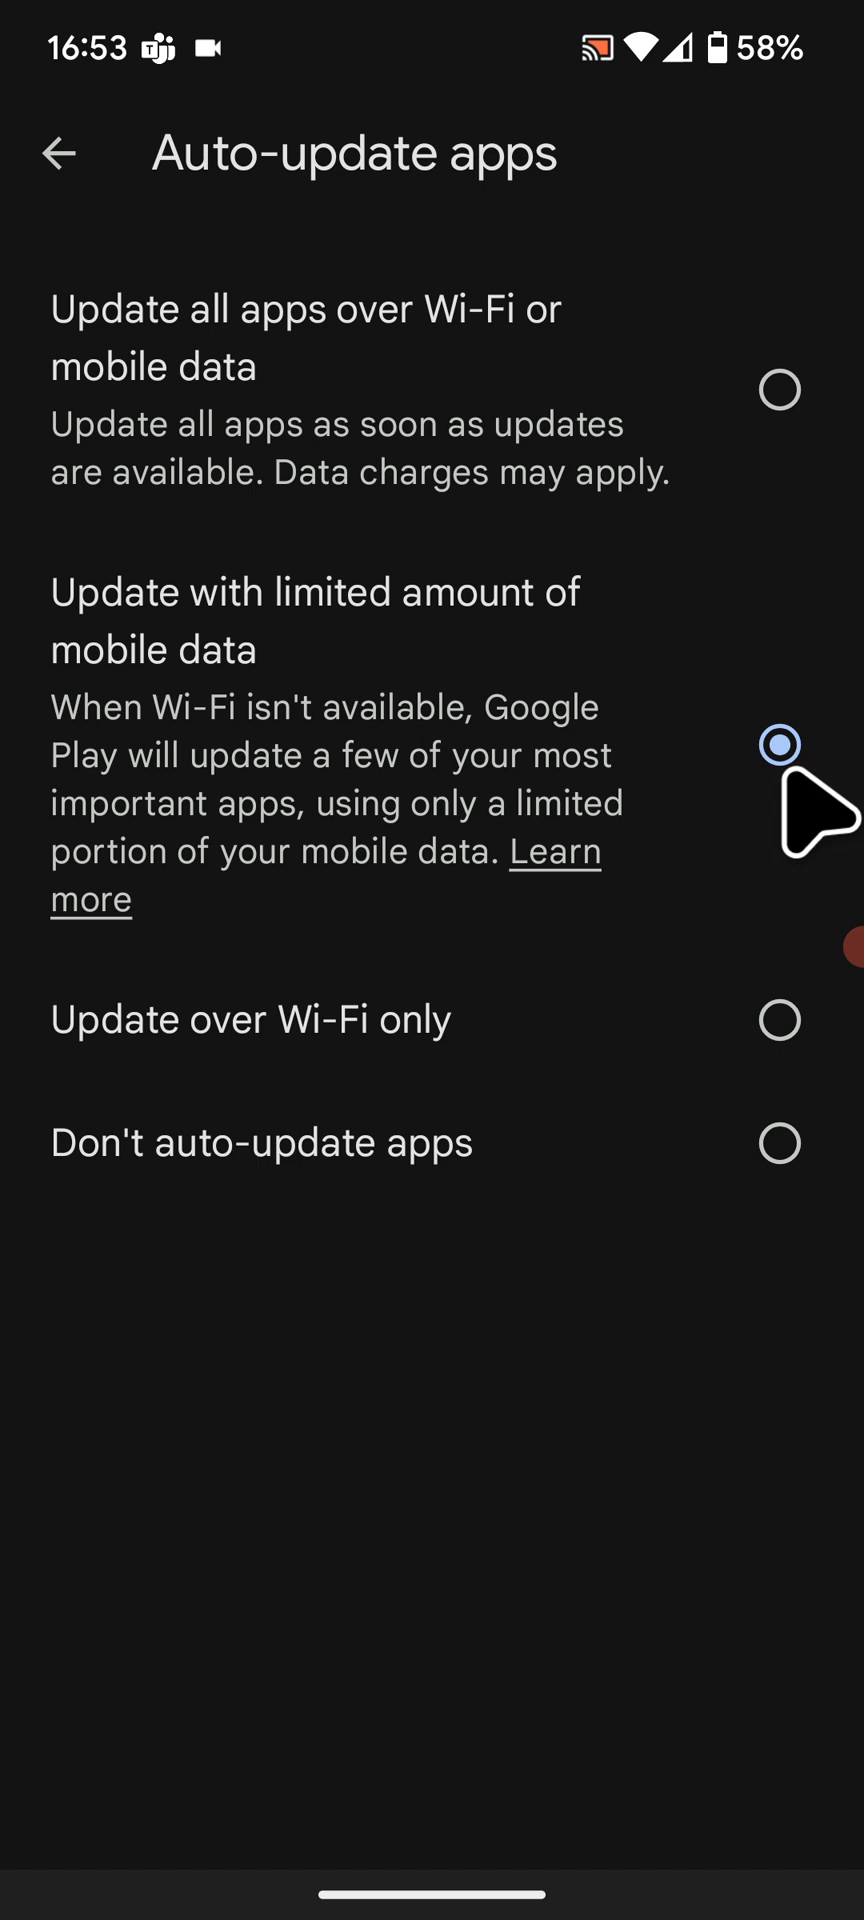 16:53 58%
Auto-update apps
Update all apps over Wi-Fi or
mobile data
Update all apps as soon as updates
are available. Data charges may apply.
Update with limited amount of
mobile data
When Wi-Fi isn't available, Google
Play will update a few of your most
important apps, using only a limited
portion of your mobile data. Learn
more
Update over Wi-Fi only
Don't auto-update apps